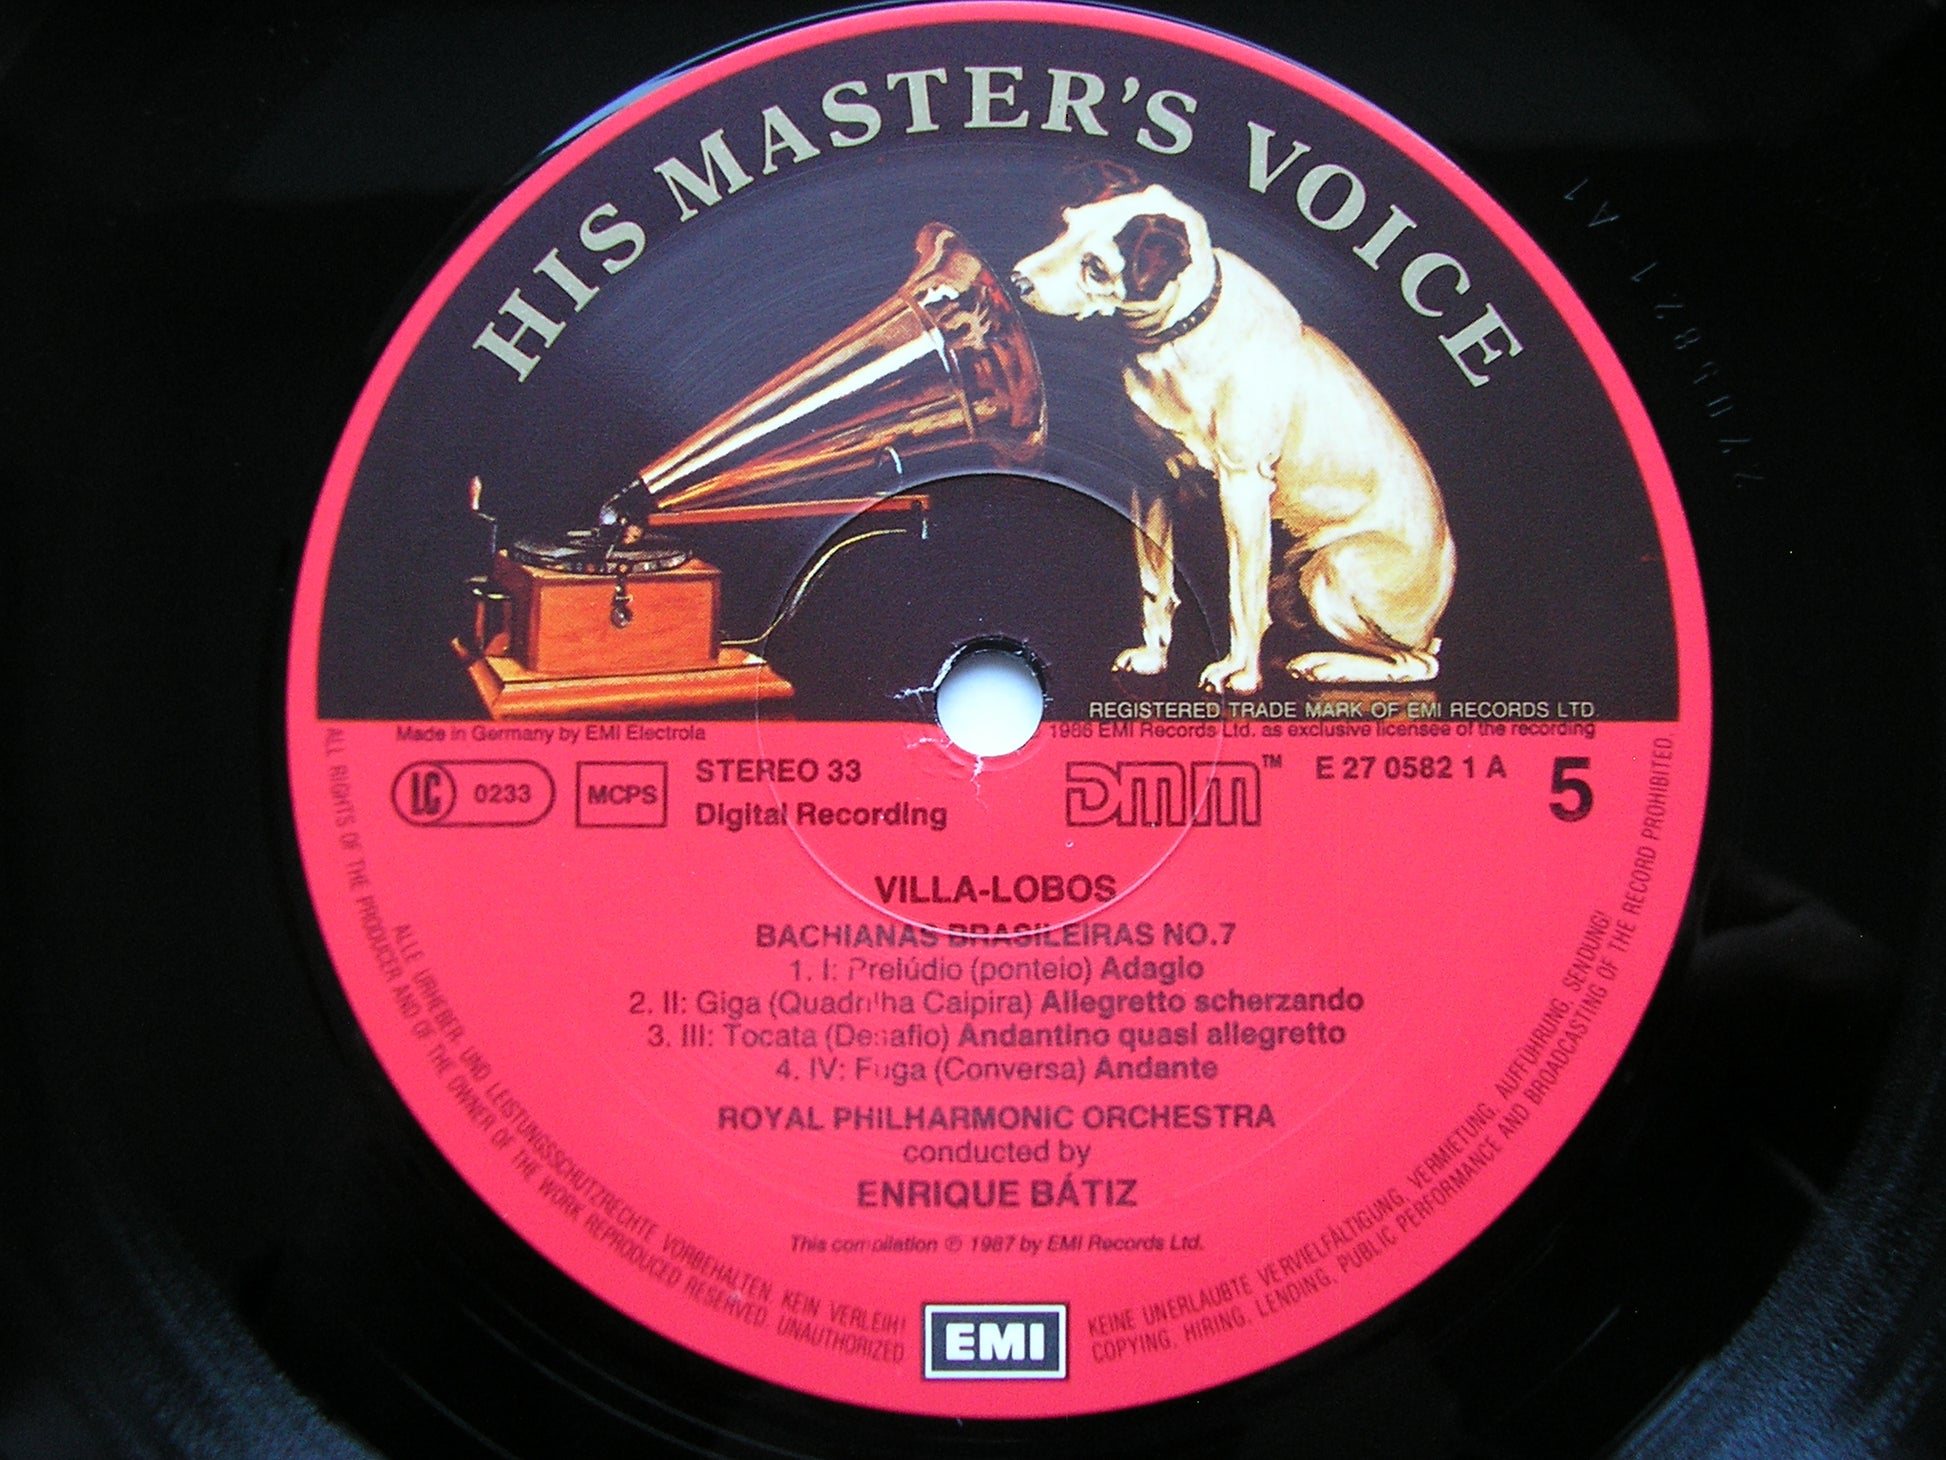 HIS MASTER'S VOICE
REGISTERED TRADE MARK OF EMI RECORDS LTD.
Made in Germany by EMI Electrola
1986 EMI Records Ltd. as exclusive licensee of the recording
LC 0233
MCPS
STEREO 33
Digital Recording
DMM™
E 27 0582 1 A
5
VILLA-LOBOS
BACHIANAS BRASILEIRAS NO.7
1. I: Prelúdio (ponteio) Adagio
2. II: Giga (Quadrilha Caipira) Allegretto scherzando
3. III: Tocata (Desafio) Andantino quasi allegretto
4. IV: Fuga (Conversa) Andante
ROYAL PHILHARMONIC ORCHESTRA
conducted by
ENRIQUE BÁTIZ
This compilation ℗ 1987 by EMI Records Ltd.
EMI
ALLE URHEBER- UND LEISTUNGSSCHUTZRECHTE VORBEHALTEN. KEIN VERLEIH!
KEINE UNERLAUBTE VERVIELFÄLTIGUNG, VERMIETUNG, AUFFÜHRUNG, SENDUNG!
ALL RIGHTS OF THE PRODUCER AND OF THE OWNER OF THE WORK REPRODUCED RESERVED. UNAUTHORIZED
COPYING, HIRING, LENDING, PUBLIC PERFORMANCE AND BROADCASTING OF THE RECORD PROHIBITED.